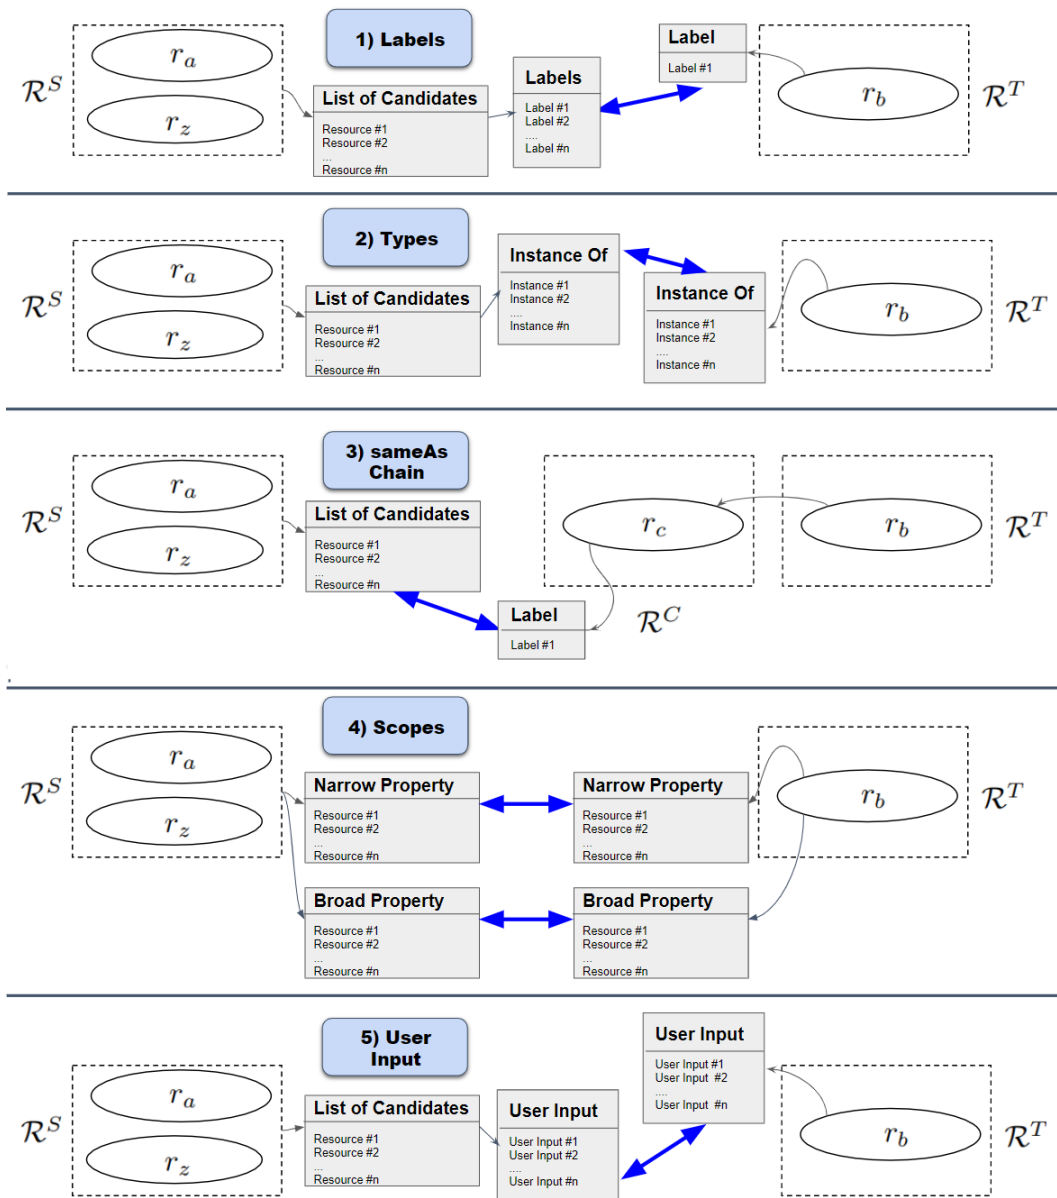 1) Labels
r_a
r_z
R^S
List of Candidates
Resource #1
Resource #2
...
Resource #n
Labels
Label #1
Label #2
....
Label #n
Label
Label #1
r_b
R^T
2) Types
r_a
r_z
R^S
List of Candidates
Resource #1
Resource #2
...
Resource #n
Instance Of
Instance #1
Instance #2
....
Instance #n
Instance Of
Instance #1
Instance #2
....
Instance #n
r_b
R^T
3) sameAs
Chain
r_a
r_z
R^S
List of Candidates
Resource #1
Resource #2
...
Resource #n
Label
Label #1
r_c
R^C
r_b
R^T
4) Scopes
r_a
r_z
R^S
Narrow Property
Resource #1
Resource #2
...
Resource #n
Narrow Property
Resource #1
Resource #2
...
Resource #n
Broad Property
Resource #1
Resource #2
...
Resource #n
Broad Property
Resource #1
Resource #2
...
Resource #n
r_b
R^T
5) User
Input
r_a
r_z
R^S
List of Candidates
Resource #1
Resource #2
...
Resource #n
User Input
User Input #1
User Input #2
....
User Input #n
User Input
User Input #1
User Input #2
....
User Input #n
r_b
R^T